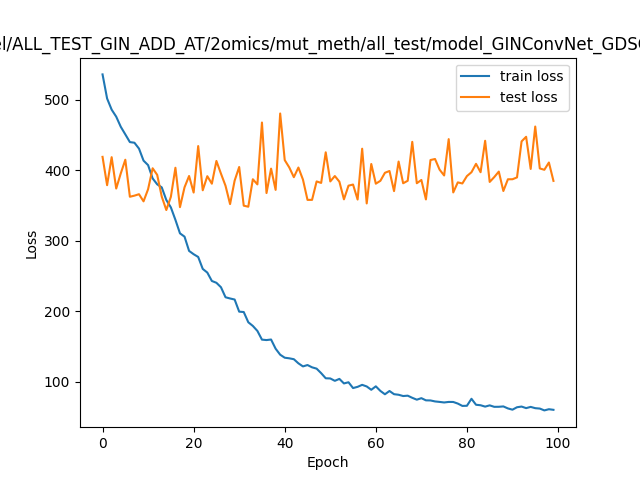 el/ALL_TEST_GIN_ADD_AT/2omics/mut_meth/all_test/model_GINConvNet_GDSC
train loss
test loss
500
400
300
200
100
Loss
0
20
40
60
80
100
Epoch